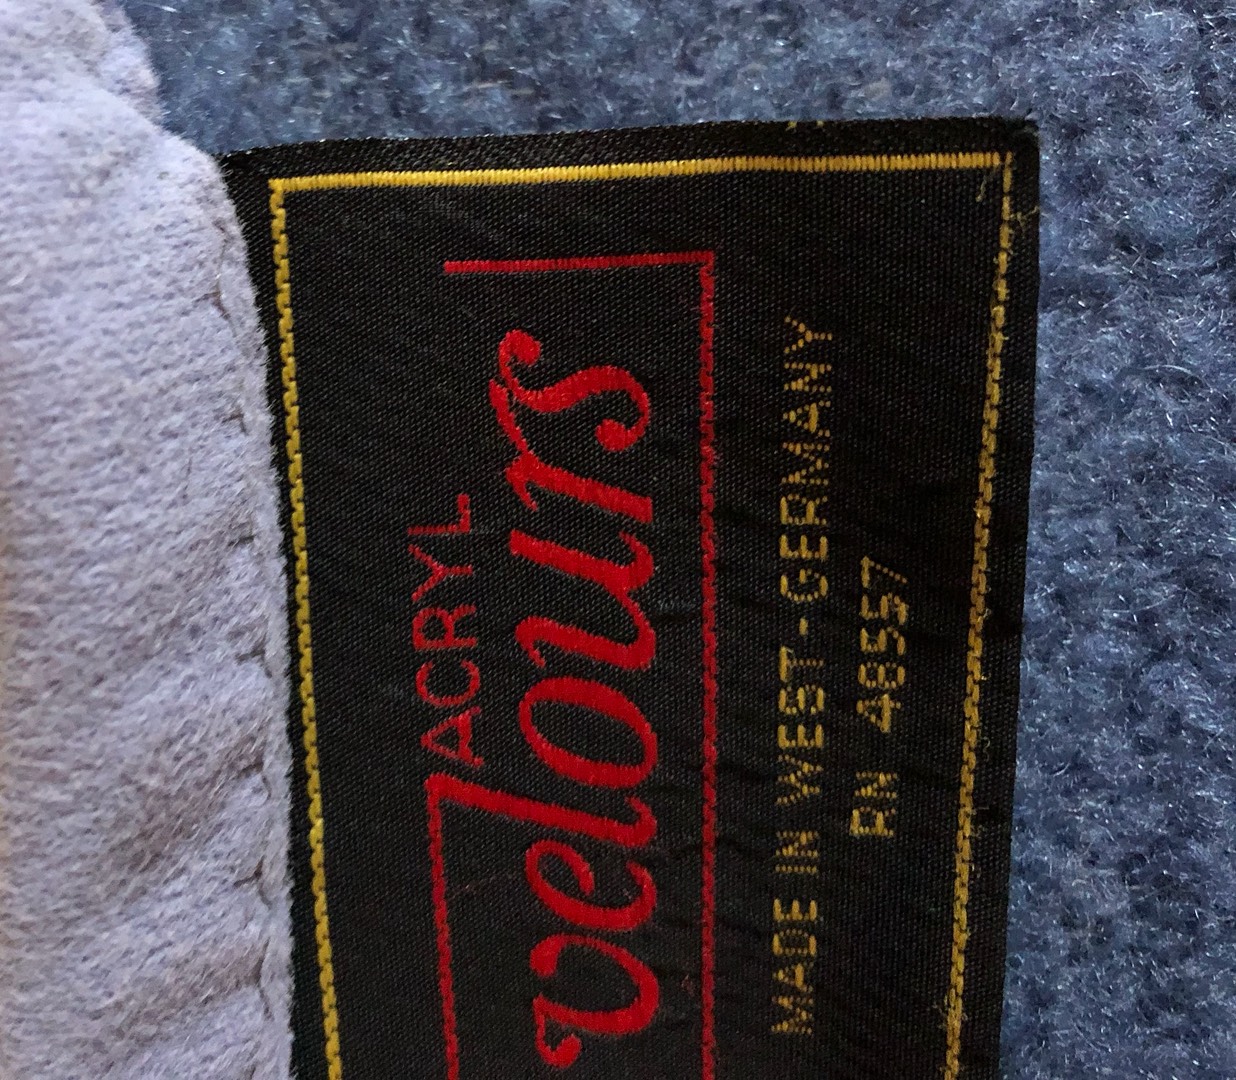 ACRYL
velours
MADE IN WEST-GERMANY
RN 48557